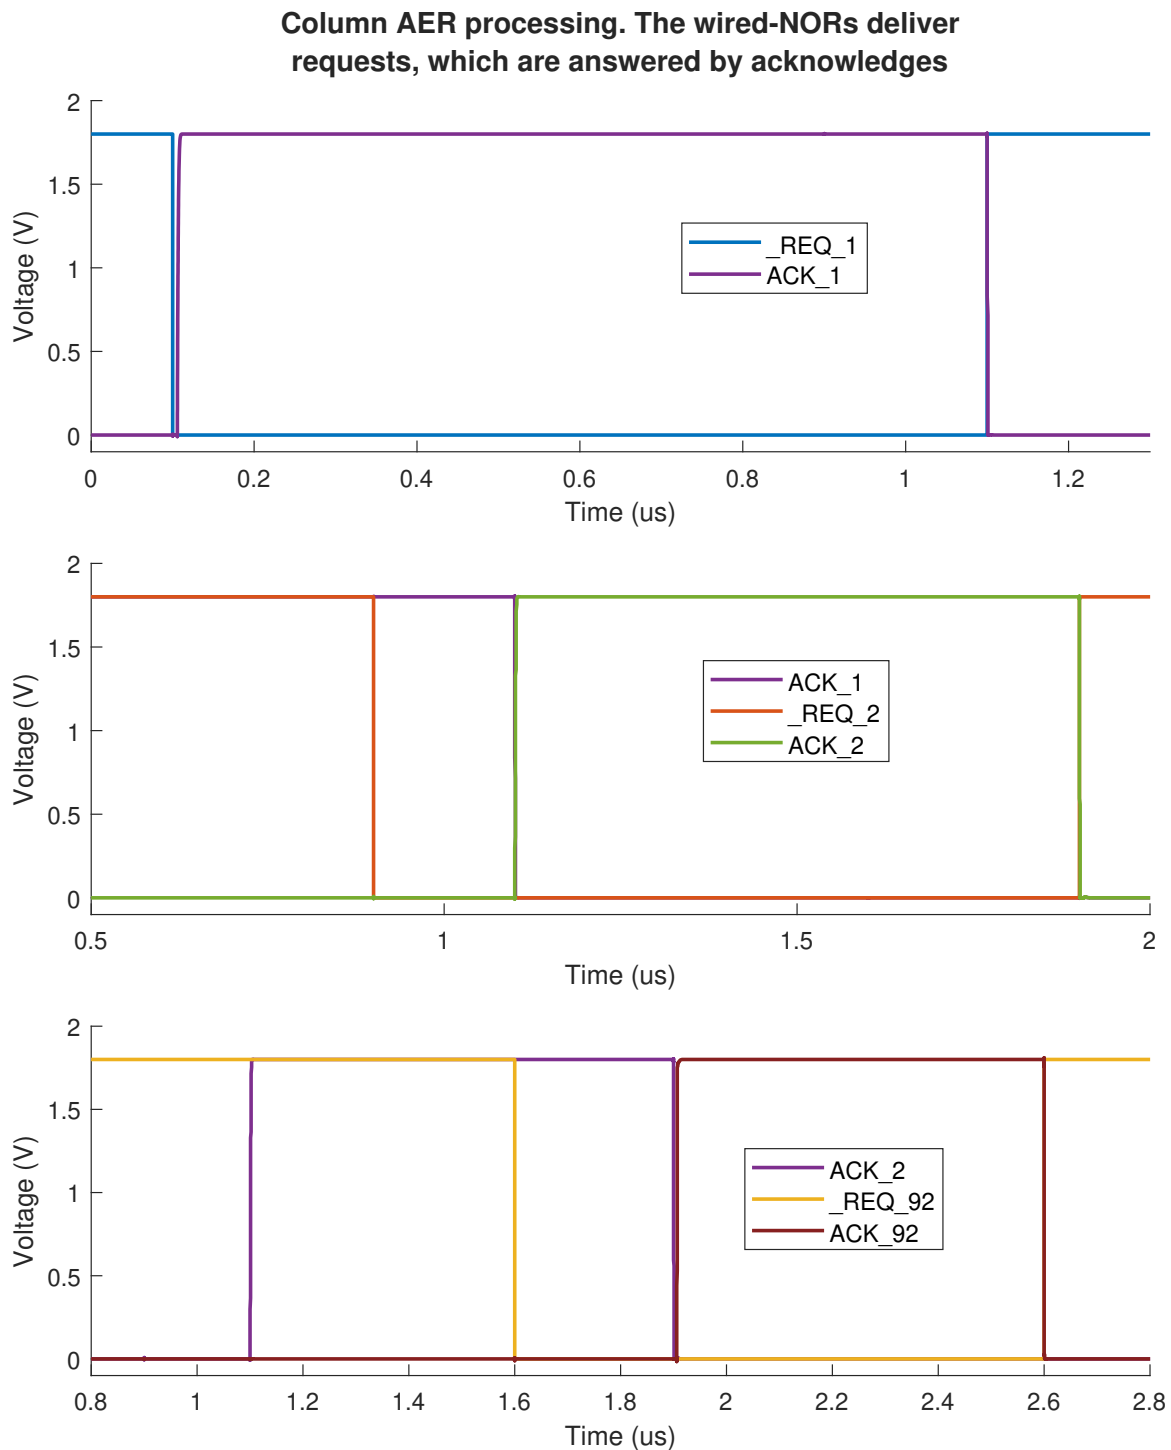 Column AER processing. The wired-NORs deliver
requests, which are answered by acknowledges
2
1.5
1
0.5
0
Voltage (V)
_REQ_1
ACK_1
0 0.2 0.4 0.6 0.8 1 1.2
Time (us)
2
1.5
1
0.5
0
Voltage (V)
ACK_1
_REQ_2
ACK_2
0.5 1 1.5 2
Time (us)
2
1.5
1
0.5
0
Voltage (V)
ACK_2
_REQ_92
ACK_92
0.8 1 1.2 1.4 1.6 1.8 2 2.2 2.4 2.6 2.8
Time (us)